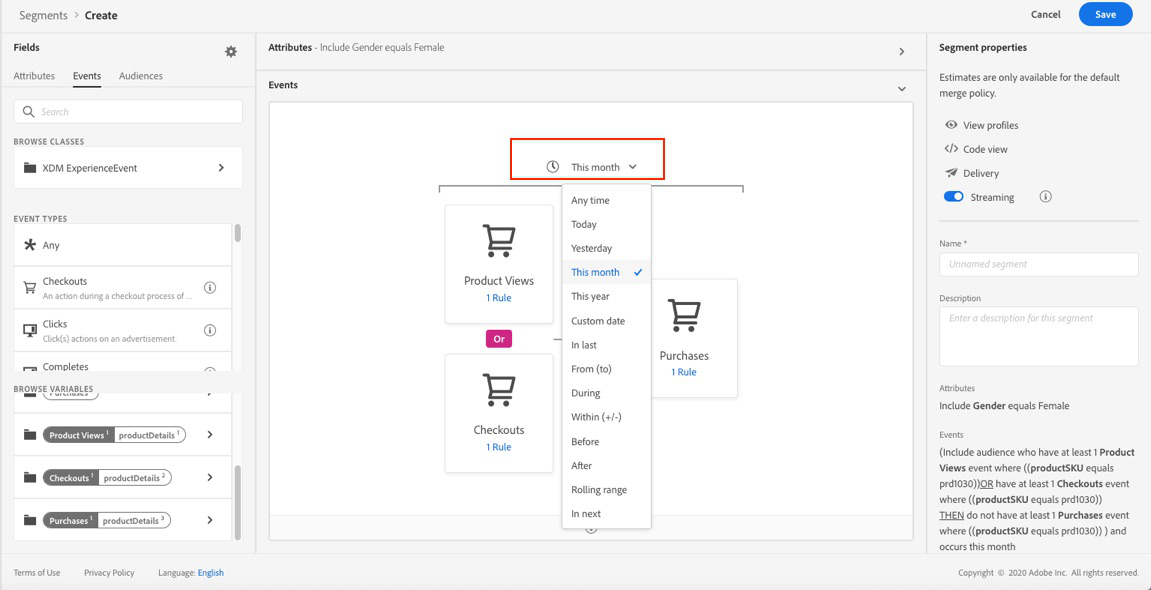 Segments > Create
Cancel
Save
Fields
Attributes
Events
Audiences
Search
BROWSE CLASSES
XDM ExperienceEvent
EVENT TYPES
Any
Checkouts
An action during a checkout process of ...
Clicks
Click(s) actions on an advertisement.
Completes
BROWSE VARIABLES
Purchases
Product Views 1 productDetails 1
Checkouts 1 productDetails 2
Purchases 1 productDetails 3
Attributes - Include Gender equals Female
Events
This month
Any time
Today
Yesterday
This month
This year
Custom date
In last
From (to)
During
Within (+/-)
Before
After
Rolling range
In next
Product Views
1 Rule
Or
Checkouts
1 Rule
Purchases
1 Rule
Segment properties
Estimates are only available for the default
merge policy.
View profiles
Code view
Delivery
Streaming
Name *
Unnamed segment
Description
Enter a description for this segment
Attributes
Include Gender equals Female
Events
(Include audience who have at least 1 Product
Views event where ((productSKU equals
prd1030))OR have at least 1 Checkouts event
where ((productSKU equals prd1030))
THEN do not have at least 1 Purchases event
where ((productSKU equals prd1030)) ) and
occurs this month
Terms of Use
Privacy Policy
Language: English
Copyright © 2020 Adobe Inc. All rights reserved.